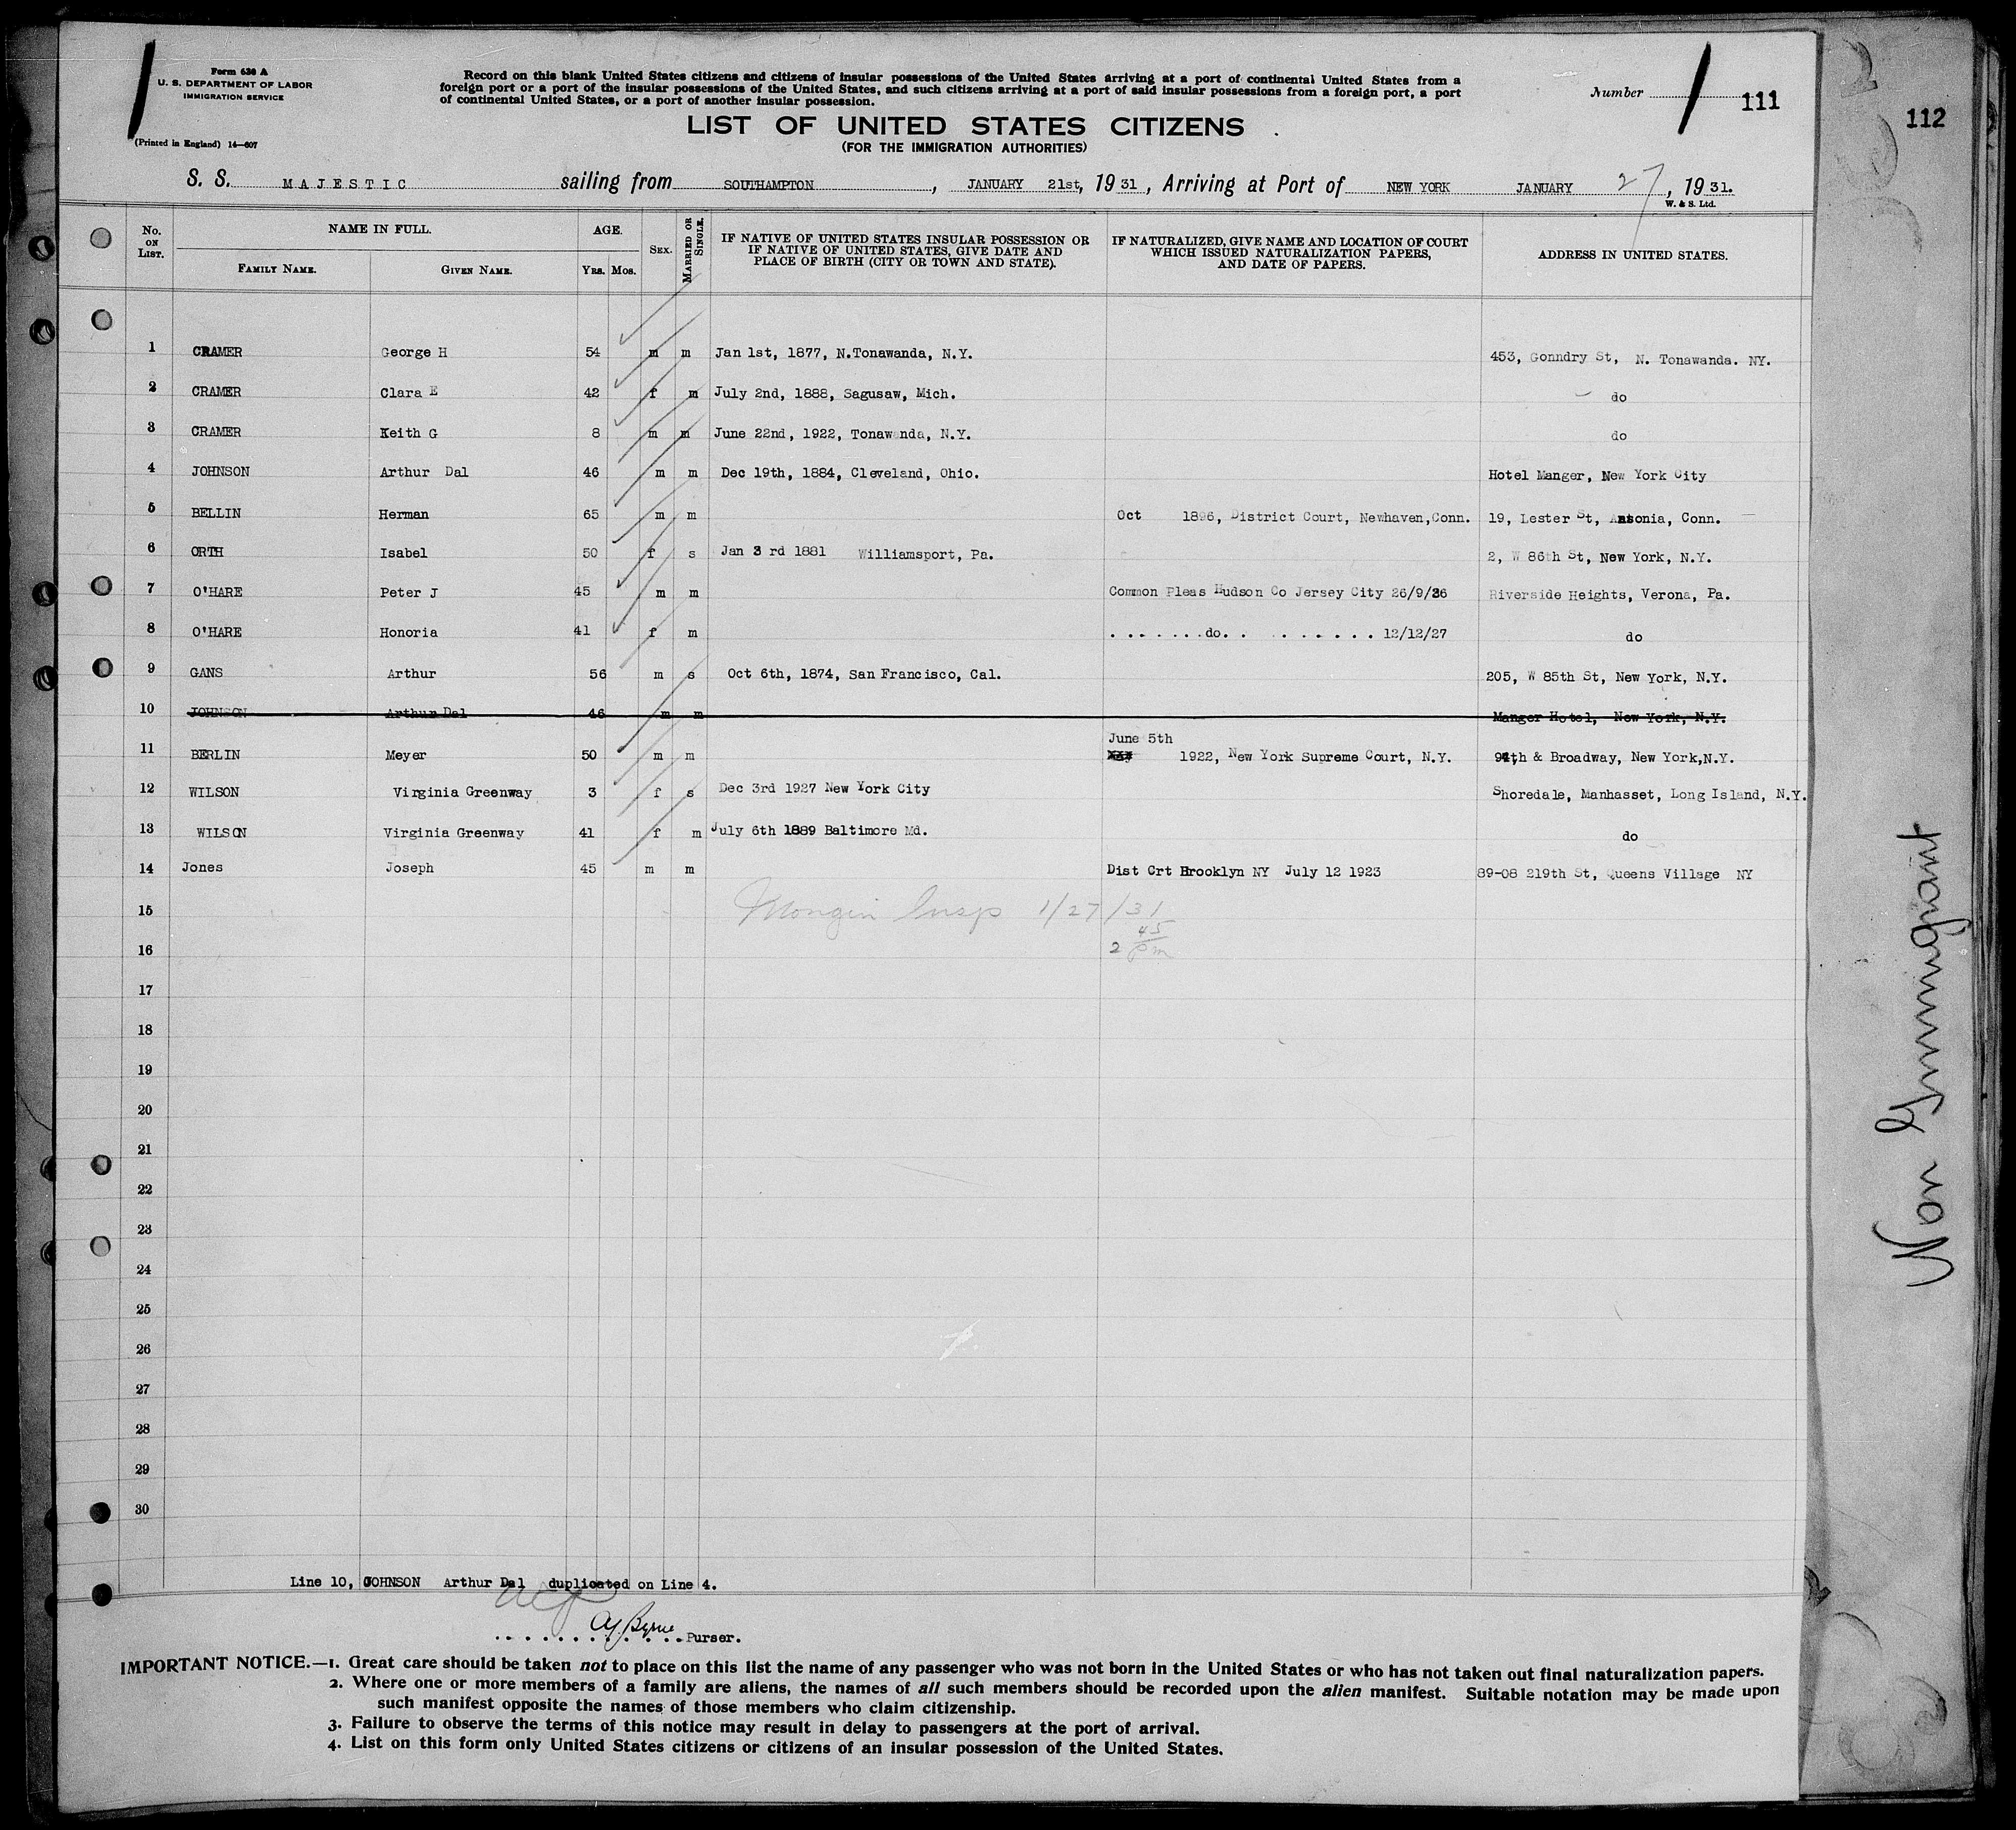 Form 630 A
U. S. DEPARTMENT OF LABOR
IMMIGRATION SERVICE
(Printed in England) 14—607
Record on this blank United States citizens and citizens of insular possessions of the United States arriving at a port of continental United States from a
foreign port or a port of the insular possessions of the United States, and such citizens arriving at a port of said insular possessions from a foreign port, a port
of continental United States, or a port of another insular possession.
Number 111
112
LIST OF UNITED STATES CITIZENS
(FOR THE IMMIGRATION AUTHORITIES)
S. S. MAJESTIC sailing from SOUTHAMPTON, JANUARY 21st, 1931, Arriving at Port of NEW YORK JANUARY 27, 1931.
W. & S. Ltd.
No. ON LIST. NAME IN FULL. FAMILY NAME. GIVEN NAME. AGE. YRS. MOS. SEX. MARRIED OR SINGLE. IF NATIVE OF UNITED STATES INSULAR POSSESSION OR IF NATIVE OF UNITED STATES, GIVE DATE AND PLACE OF BIRTH (CITY OR TOWN AND STATE). IF NATURALIZED, GIVE NAME AND LOCATION OF COURT WHICH ISSUED NATURALIZATION PAPERS, AND DATE OF PAPERS. ADDRESS IN UNITED STATES.
1 CRAMER George H 54 m m Jan 1st, 1877, N.Tonawanda, N.Y. 453, Gonndry St, N. Tonawanda. NY.
2 CRAMER Clara E 42 f m July 2nd, 1888, Sagusaw, Mich. do
3 CRAMER Keith G 8 m m June 22nd, 1922, Tonawanda, N.Y. do
4 JOHNSON Arthur Dal 46 m m Dec 19th, 1884, Cleveland, Ohio. Hotel Manger, New York City
5 BELLIN Herman 65 m m Oct 1896, District Court, Newhaven,Conn. 19, Lester St, Ansonia, Conn.
6 ORTH Isabel 50 f s Jan 3 rd 1881 Williamsport, Pa. 2, W 86th St, New York, N.Y.
7 O'HARE Peter J 45 m m Common Pleas Hudson Co Jersey City 26/9/26 Riverside Heights, Verona, Pa.
8 O'HARE Honoria 41 f m . . . . . . . do. . . . . . . . . . 12/12/27 do
9 GANS Arthur 56 m s Oct 6th, 1874, San Francisco, Cal. 205, W 85th St, New York, N.Y.
10 JOHNSON Arthur Dal 46 m m Manger Hotel, New York, N.Y.
June 5th
11 BERLIN Meyer 50 m m 1922, New York Supreme Court, N.Y. 94th & Broadway, New York,N.Y.
12 WILSON Virginia Greenway 3 f s Dec 3rd 1927 New York City Shoredale, Manhasset, Long Island, N.Y.
13 WILSON Virginia Greenway 41 f m July 6th 1889 Baltimore Md. do
14 Jones Joseph 45 m m Dist Crt Brooklyn NY July 12 1923 89-08 219th St, Queens Village NY
15 Mongin Insp 1/27/31
16 2 45 pm
17
18
19
20
21
22
23
24
25
26
27
28
29
30
Line 10, JOHNSON Arthur Dal duplicated on Line 4.
AJ. Byrne Purser.
IMPORTANT NOTICE.—1. Great care should be taken not to place on this list the name of any passenger who was not born in the United States or who has not taken out final naturalization papers.
2. Where one or more members of a family are aliens, the names of all such members should be recorded upon the alien manifest. Suitable notation may be made upon
such manifest opposite the names of those members who claim citizenship.
3. Failure to observe the terms of this notice may result in delay to passengers at the port of arrival.
4. List on this form only United States citizens or citizens of an insular possession of the United States.
Non Immigrant